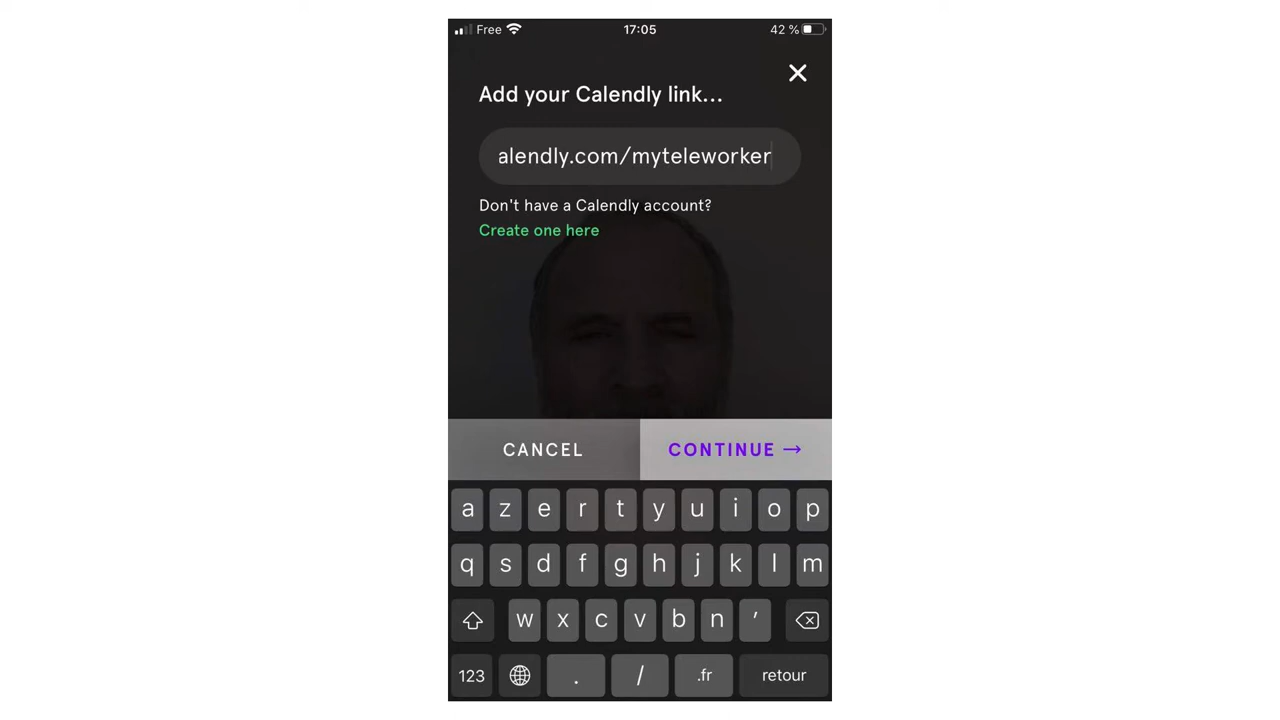 Free 17:05 42 %
Add your Calendly link...
alendly.com/myteleworker
Don't have a Calendly account?
Create one here
CANCEL CONTINUE →
a z e r t y u i o p
q s d f g h j k l m
w x c v b n '
123 . / .fr retour